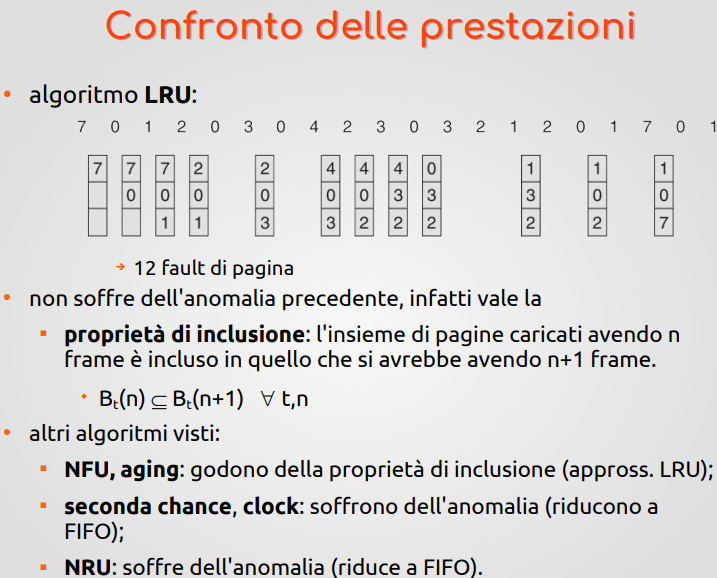 Confronto delle prestazioni
• algoritmo LRU:
7 0 1 2 0 3 0 4 2 3 0 3 2 1 2 0 1 7 0 1
7 7 7 2 2 4 4 4 0 1 1 1
0 0 0 0 0 0 3 3 3 0 0
1 1 3 3 2 2 2 2 2 7
➔ 12 fault di pagina
• non soffre dell'anomalia precedente, infatti vale la
▪ proprietà di inclusione: l'insieme di pagine caricati avendo n
frame è incluso in quello che si avrebbe avendo n+1 frame.
• Bt(n) ⊆ Bt(n+1) ∀ t,n
• altri algoritmi visti:
▪ NFU, aging: godono della proprietà di inclusione (appross. LRU);
▪ seconda chance, clock: soffrono dell'anomalia (riducono a
FIFO);
▪ NRU: soffre dell'anomalia (riduce a FIFO).